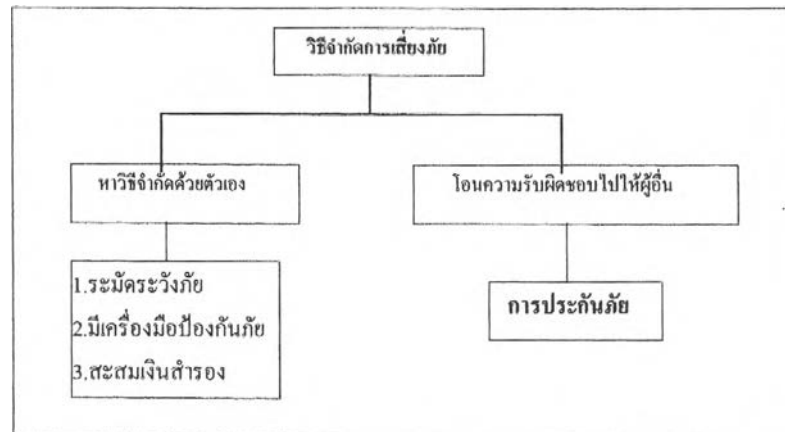 วิธีจำกัดการเสี่ยงภัย
หาวิธีจำกัดด้วยตัวเอง
โอนความรับผิดชอบไปให้ผู้อื่น
1.ระมัดระวังภัย
2.มีเครื่องมือป้องกันภัย
3.สะสมเงินสำรอง
การประกันภัย